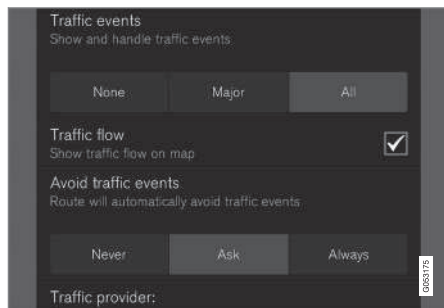 Traffic events
Show and handle traffic events
None Major All
Traffic flow
Show traffic flow on map
Avoid traffic events
Route will automatically avoid traffic events
Never Ask Always
Traffic provider:
G053175